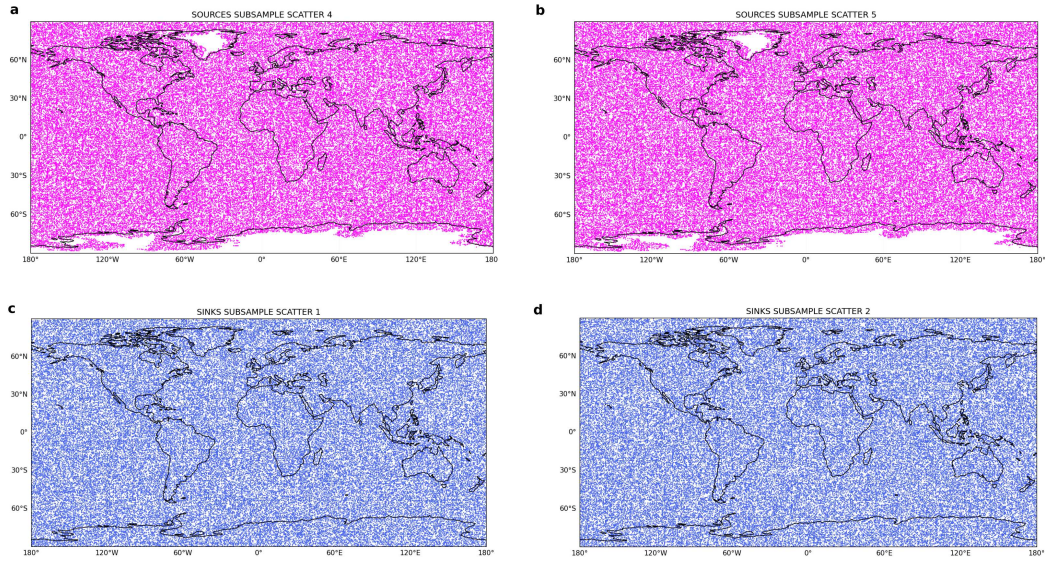 a
SOURCES SUBSAMPLE SCATTER 4
60°N
30°N
0°
30°S
60°S
180°
120°W
60°W
0°
60°E
120°E
180
b
SOURCES SUBSAMPLE SCATTER 5
60°N
30°N
0°
30°S
60°S
180°
120°W
60°W
0°
60°E
120°E
180°
c
SINKS SUBSAMPLE SCATTER 1
60°N
30°N
0°
30°S
60°S
180°
120°W
60°W
0°
60°E
120°E
180°
d
SINKS SUBSAMPLE SCATTER 2
60°N
30°N
0°
30°S
60°S
180°
120°W
60°W
0°
60°E
120°E
180°